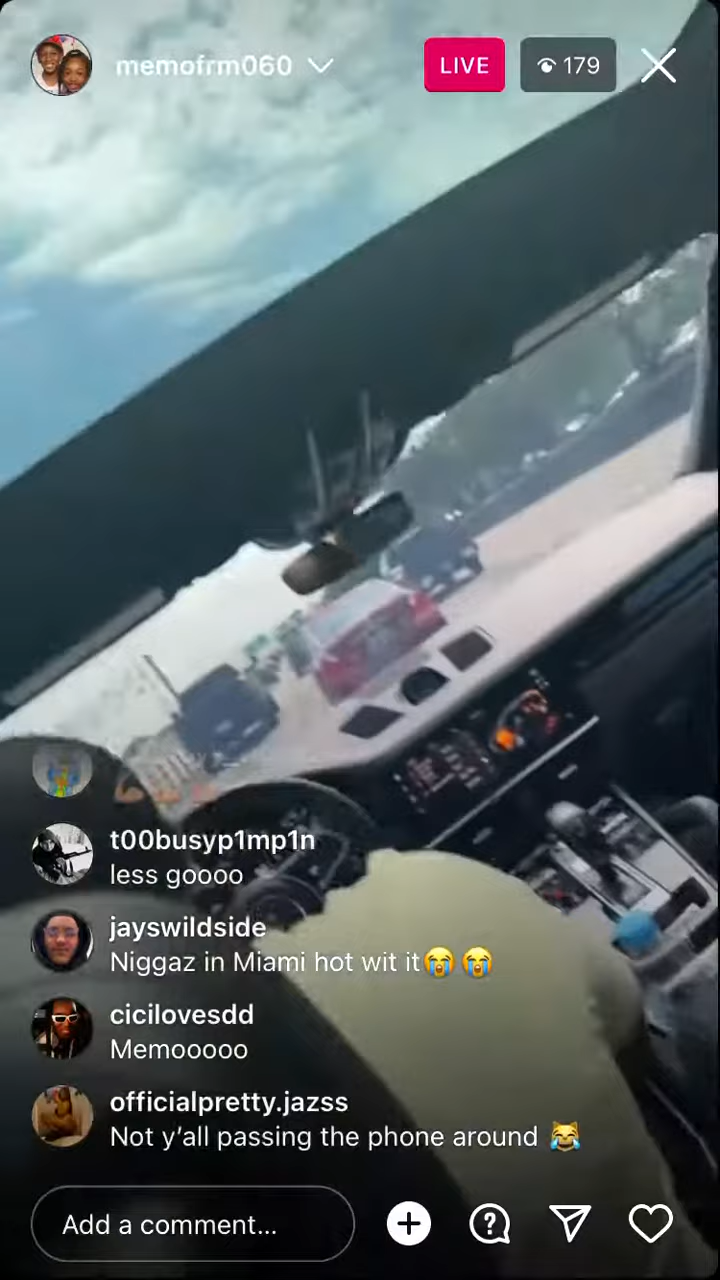 memofrm060
LIVE
179
t00busyp1mp1n
less goooo
jayswildside
Niggaz in Miami hot wit it😭 😭
cicilovesdd
Memooooo
officialpretty.jazss
Not y'all passing the phone around 😹
Add a comment...